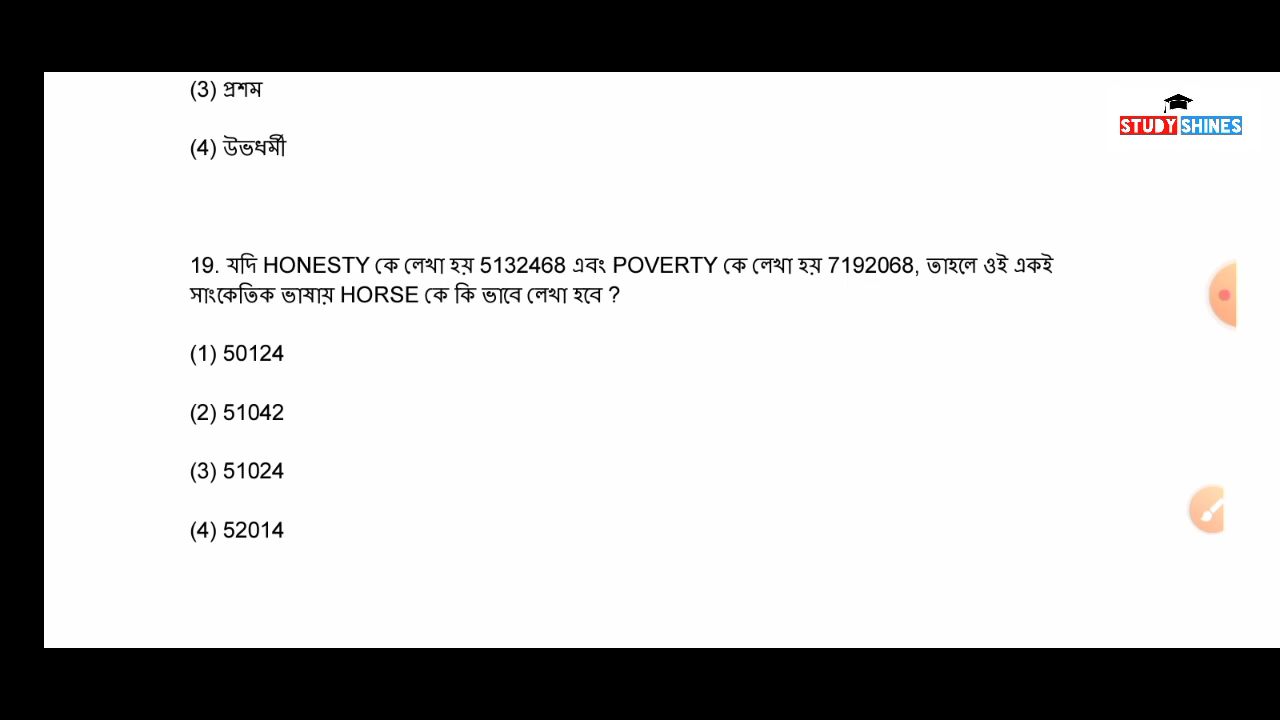 (3) প্রশম
STUDY SHINES
(4) উভধর্মী
19. যদি HONESTY কে লেখা হয় 5132468 এবং POVERTY কে লেখা হয় 7192068, তাহলে ওই একই
সাংকেতিক ভাষায় HORSE কে কি ভাবে লেখা হবে ?
(1) 50124
(2) 51042
(3) 51024
(4) 52014